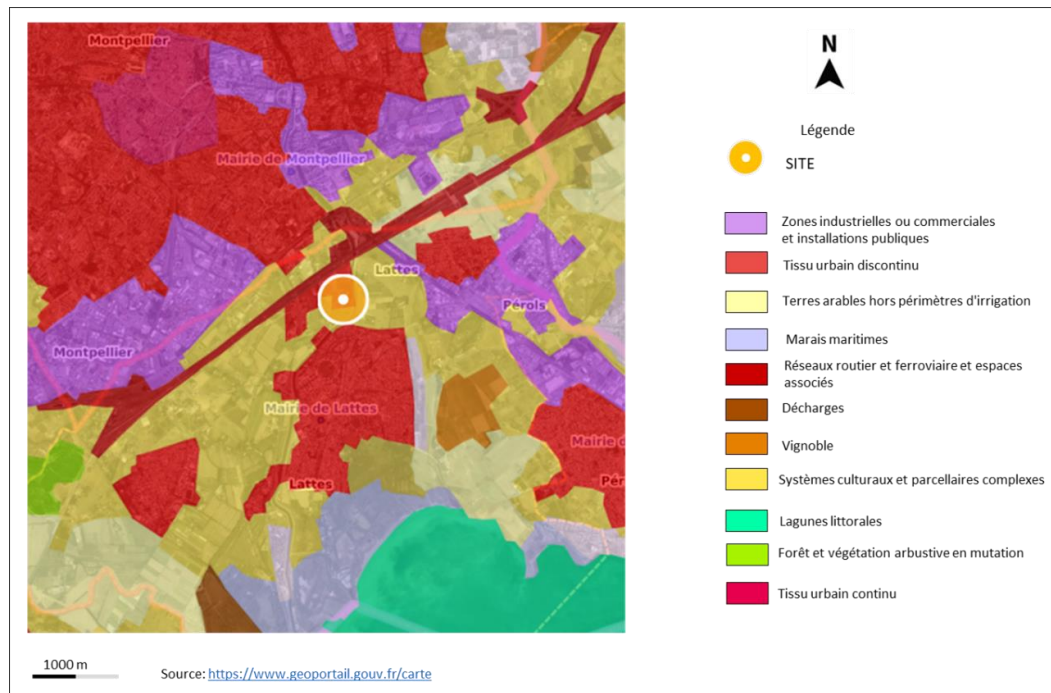 Montpellier
Mairie de Montpellier
Lattes
Pérols
Montpellier
Mairie de Lattes
Mairie d
Lattes
Pér
N
Légende
SITE
Zones industrielles ou commerciales
et installations publiques
Tissu urbain discontinu
Terres arables hors périmètres d'irrigation
Marais maritimes
Réseaux routier et ferroviaire et espaces
associés
Décharges
Vignoble
Systèmes culturaux et parcellaires complexes
Lagunes littorales
Forêt et végétation arbustive en mutation
Tissu urbain continu
1000 m
Source: https://www.geoportail.gouv.fr/carte